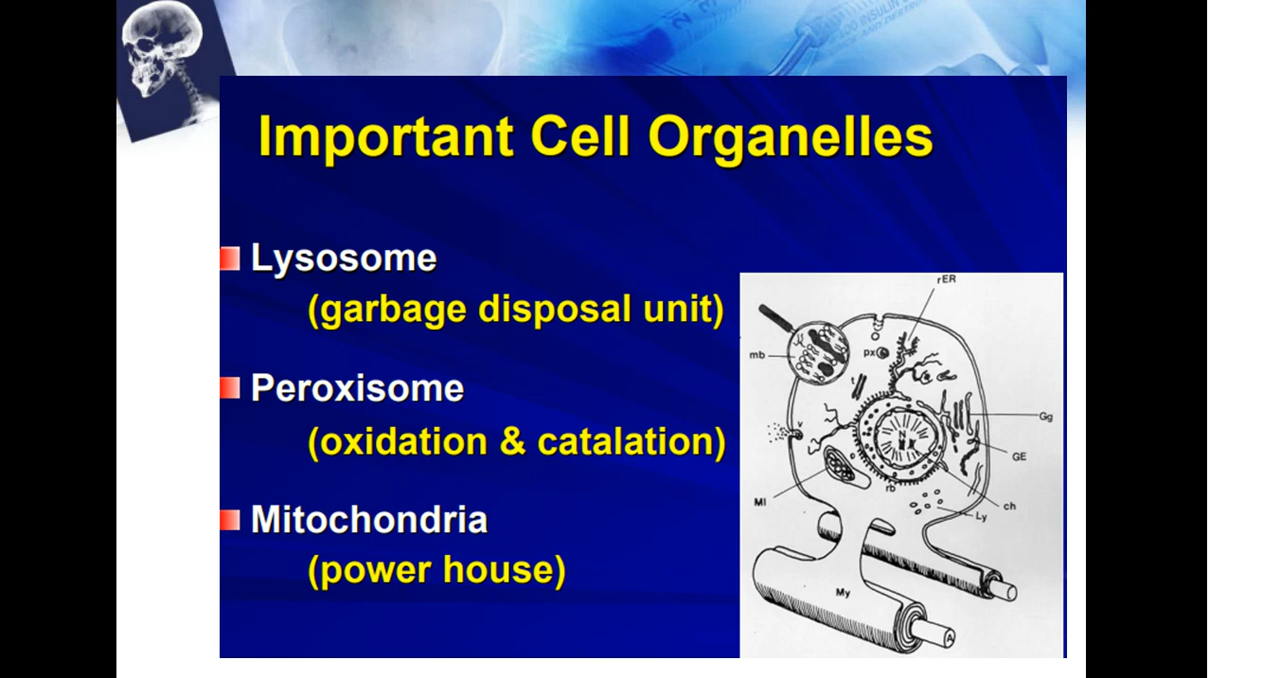 Important Cell Organelles
Lysosome
(garbage disposal unit)
Peroxisome
(oxidation & catalation)
Mitochondria
(power house)
rER
mb
px
Gg
v
GE
N
MI
rb
ch
Ly
My
A